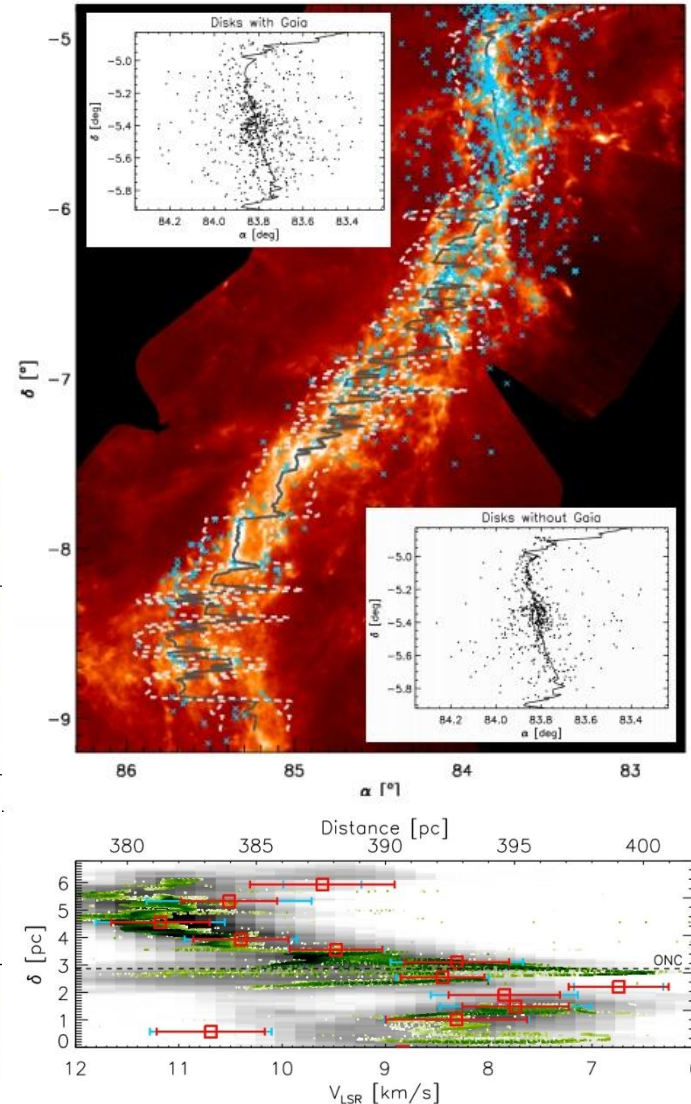 Disks with Gaia
-5.0
-5.2
-5.4
-5.6
-5.8
δ [deg]
84.2 84.0 83.8 83.6 83.4
α [deg]
-5
-6
-7
-8
-9
δ [°]
Disks without Gaia
-5.0
-5.2
-5.4
-5.6
-5.8
δ [deg]
84.2 84.0 83.8 83.6 83.4
α [deg]
86 85 84 83
α [°]
Distance [pc]
380 385 390 395 400
6
5
4
3
2
1
0
δ [pc]
ONC
12 11 10 9 8 7
V_LSR [km/s]